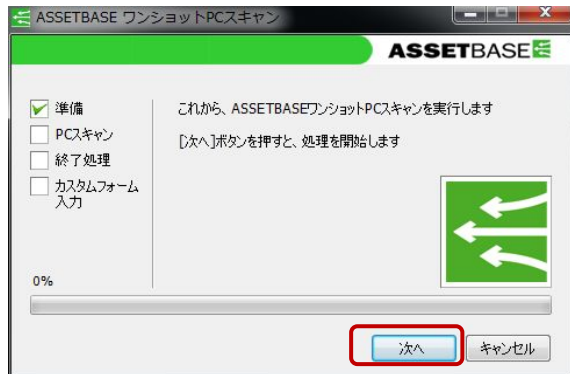 ASSETBASE ワンショットPCスキャン
ASSETBASE
準備
PCスキャン
終了処理
カスタムフォーム
入力
これから、ASSETBASEワンショットPCスキャンを実行します
[次へ]ボタンを押すと、処理を開始します
0%
次へ
キャンセル